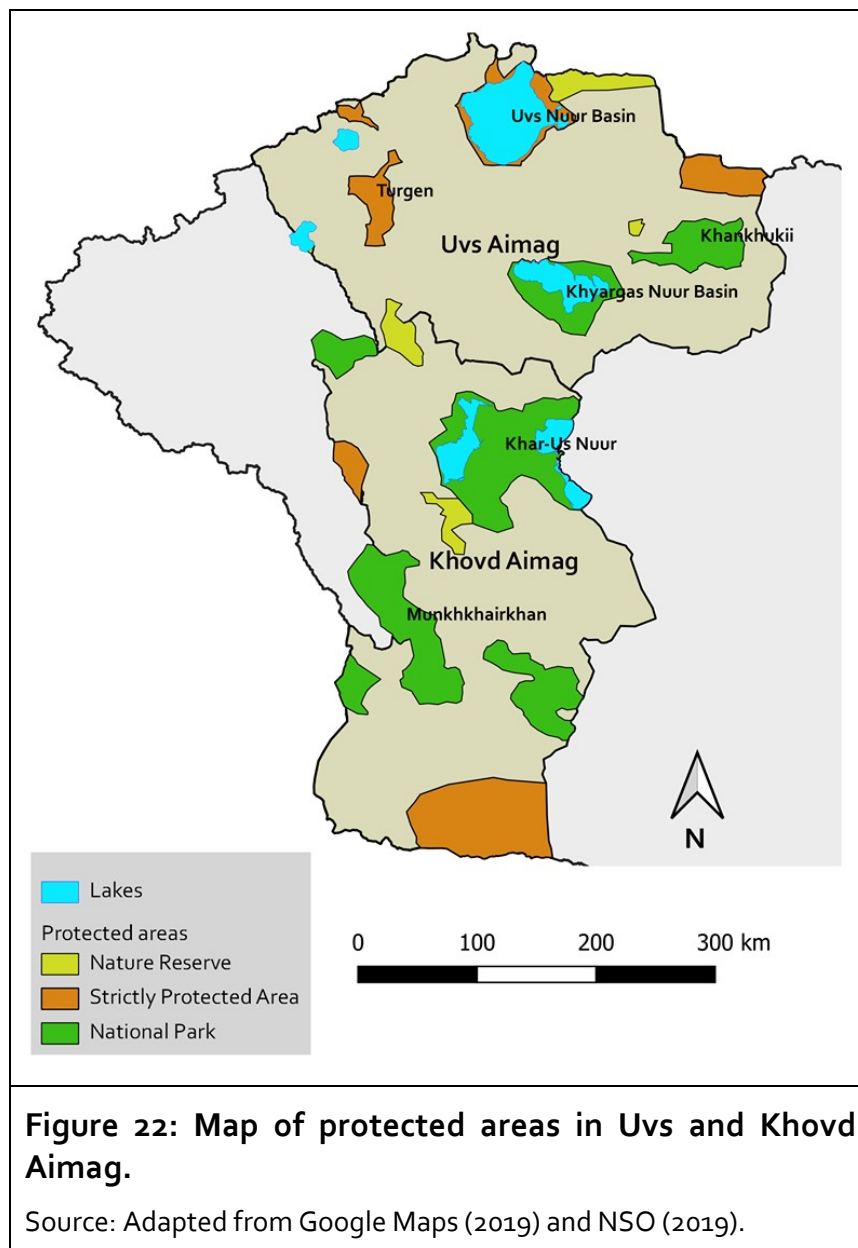 Uvs Nuur Basin
Turgen
Khankhukii
Uvs Aimag
Khyargas Nuur Basin
Khar-Us Nuur
Khovd Aimag
Munkhkhairkhan
N
Lakes
Protected areas
Nature Reserve
Strictly Protected Area
National Park
0 100 200 300 km
Figure 22: Map of protected areas in Uvs and Khovd
Aimag.
Source: Adapted from Google Maps (2019) and NSO (2019).